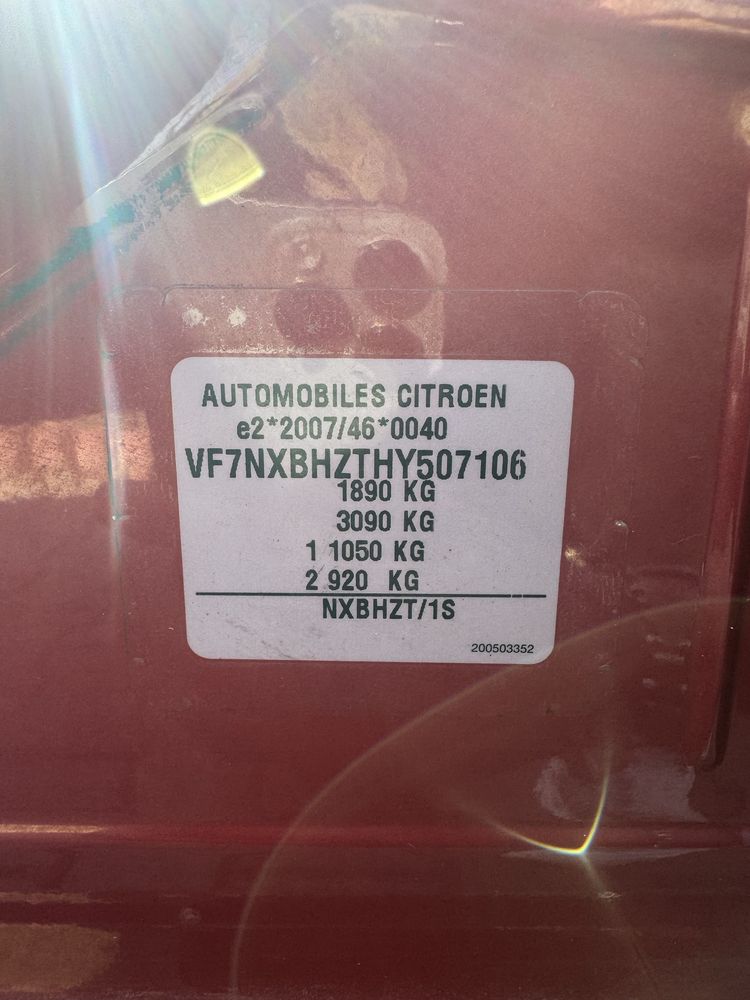 AUTOMOBILES CITROEN
e2*2007/46*0040
VF7NXBHZTHY507106
1890 KG
3090 KG
1 1050 KG
2 920 KG
NXBHZT/1S
200503352